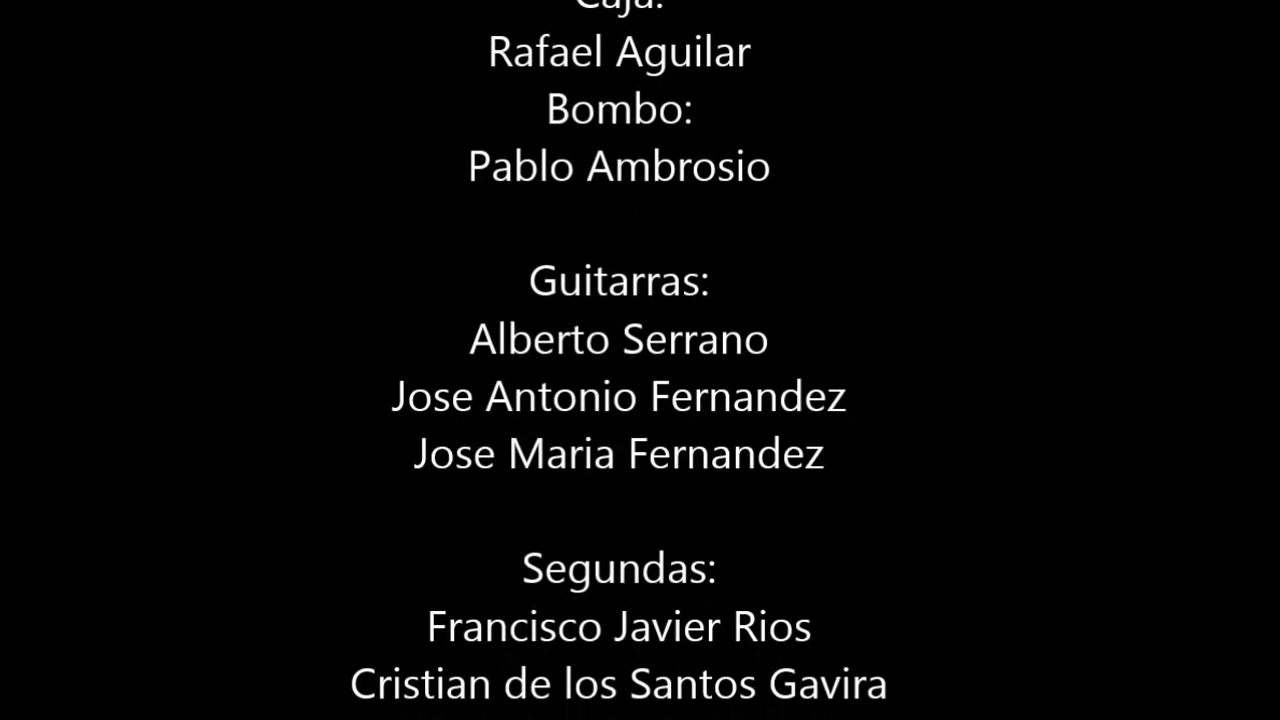 Caja:
Rafael Aguilar
Bombo:
Pablo Ambrosio
Guitarras:
Alberto Serrano
Jose Antonio Fernandez
Jose Maria Fernandez
Segundas:
Francisco Javier Rios
Cristian de los Santos Gavira